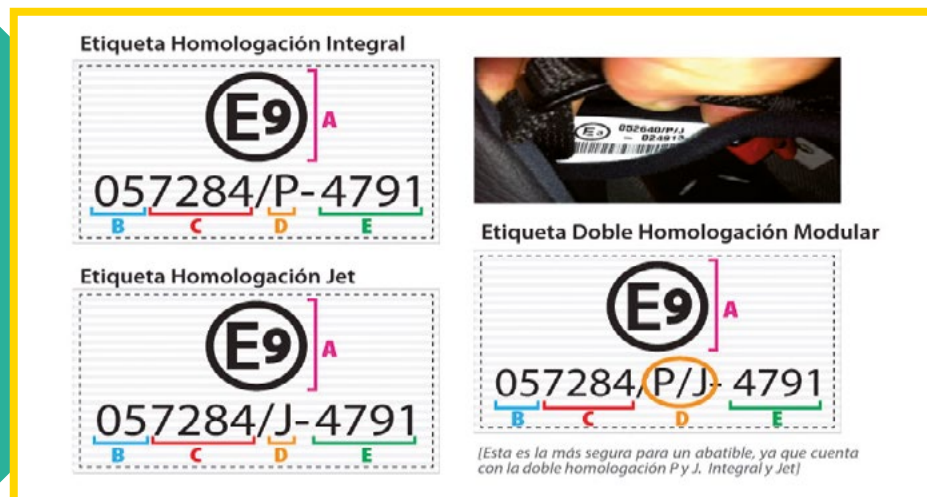 Etiqueta Homologación Integral
E9
A
057284/P-4791
B C D E
Etiqueta Homologación Jet
E9
A
057284/J-4791
B C D E
052640/P/J
- 024913
Etiqueta Doble Homologación Modular
E9
A
057284/P/J- 4791
B C D E
[Esta es la más segura para un abatible, ya que cuenta
con la doble homologación P y J. Integral y Jet]